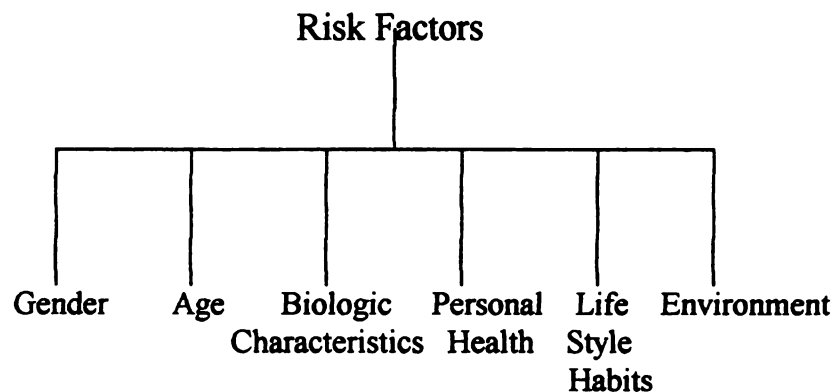 Risk Factors
Gender
Age
Biologic
Characteristics
Personal
Health
Life
Style
Habits
Environment